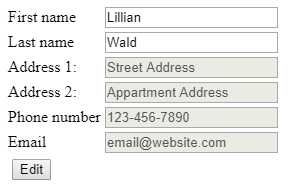 First name Lillian
Last name Wald
Address 1: Street Address
Address 2: Appartment Address
Phone number 123-456-7890
Email email@website.com
Edit